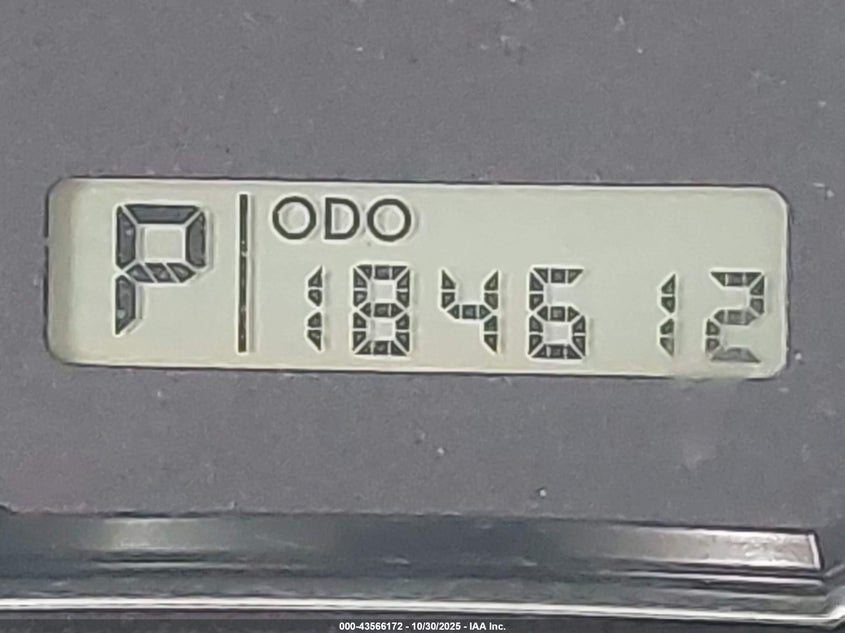 P
ODO
184612
000-43566172 - 10/30/2025 - IAA Inc.